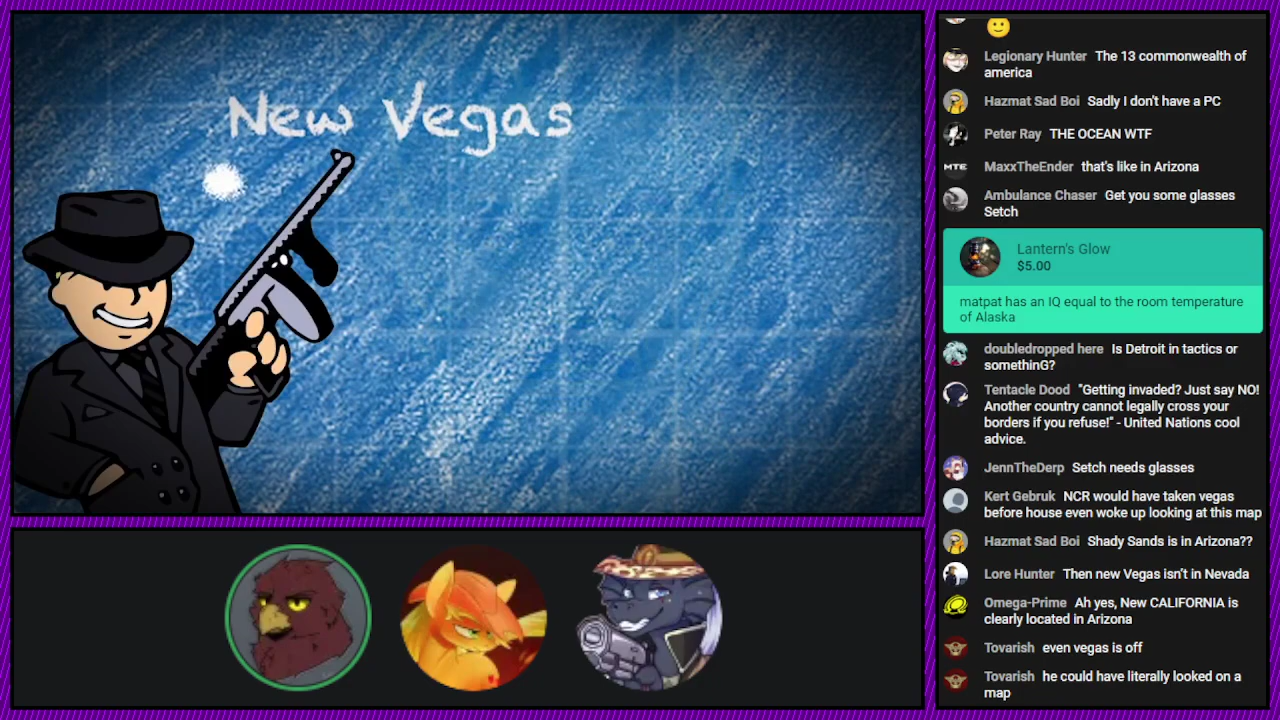 New Vegas
Legionary Hunter The 13 commonwealth of
america
Hazmat Sad Boi Sadly I don't have a PC
Peter Ray THE OCEAN WTF
MTE MaxxTheEnder that's like in Arizona
Ambulance Chaser Get you some glasses
Setch
Lantern's Glow
$5.00
matpat has an IQ equal to the room temperature
of Alaska
doubledropped here Is Detroit in tactics or
somethinG?
Tentacle Dood "Getting invaded? Just say NO!
Another country cannot legally cross your
borders if you refuse!" - United Nations cool
advice.
JennTheDerp Setch needs glasses
Kert Gebruk NCR would have taken vegas
before house even woke up looking at this map
Hazmat Sad Boi Shady Sands is in Arizona??
Lore Hunter Then new Vegas isn't in Nevada
Omega-Prime Ah yes, New CALIFORNIA is
clearly located in Arizona
Tovarish even vegas is off
Tovarish he could have literally looked on a
map